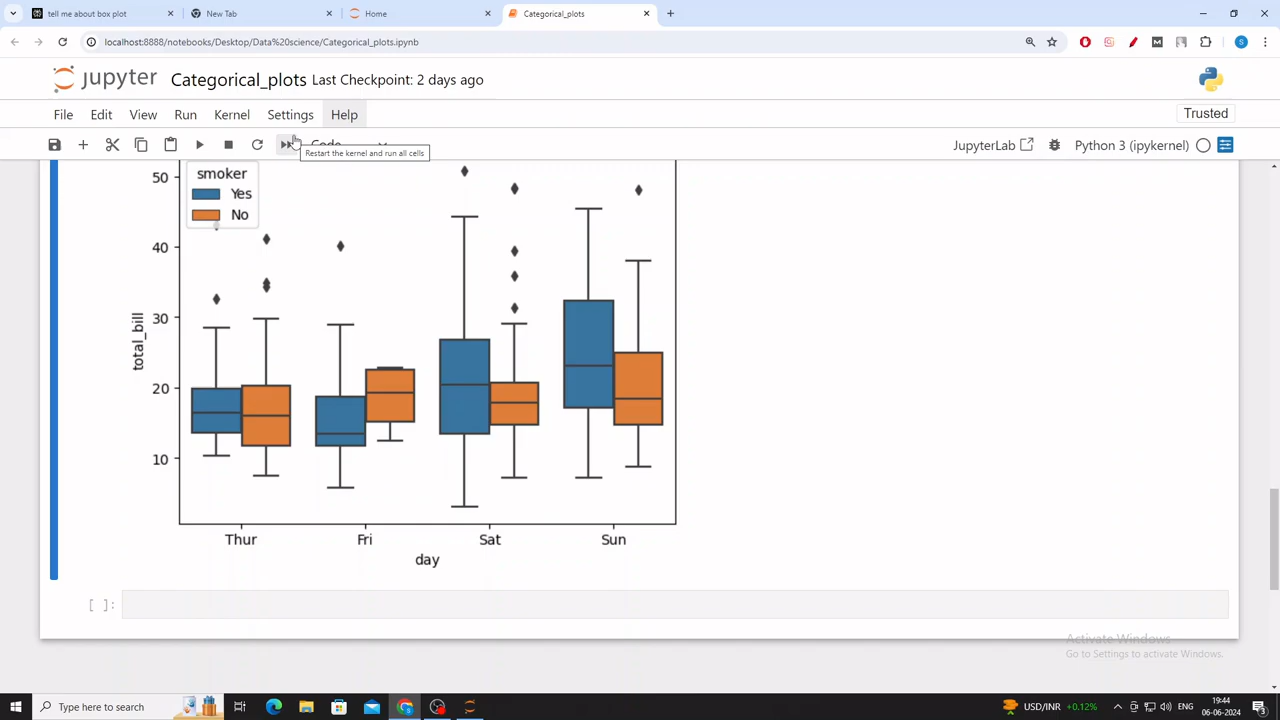 tell me about box plot
New Tab
Home
Categorical_plots
localhost:8888/notebooks/Desktop/Data%20science/Categorical_plots.ipynb
S
jupyter Categorical_plots Last Checkpoint: 2 days ago
File Edit View Run Kernel Settings Help
Trusted
Code
JupyterLab
Python 3 (ipykernel)
Restart the kernel and run all cells
smoker
Yes
No
50
40
30
20
10
total_bill
Thur Fri Sat Sun
day
[ ]:
Activate Windows
Go to Settings to activate Windows.
Type here to search
USD/INR +0.12%
ENG
19:44
06-06-2024